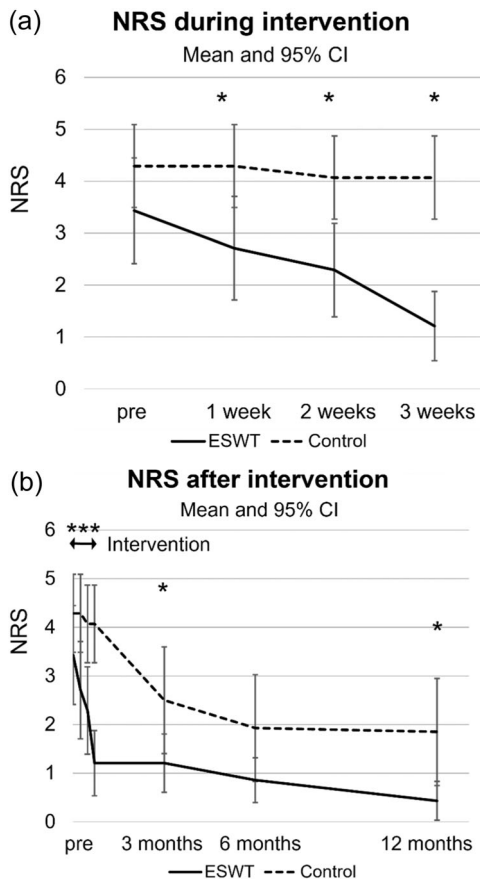 (a) NRS during intervention
Mean and 95% CI
6
* * *
5
4
NRS
3
2
1
0
pre 1 week 2 weeks 3 weeks
ESWT Control
(b) NRS after intervention
Mean and 95% CI
6
***
Intervention
5
*
4
*
NRS
3
2
1
0
pre 3 months 6 months 12 months
ESWT Control